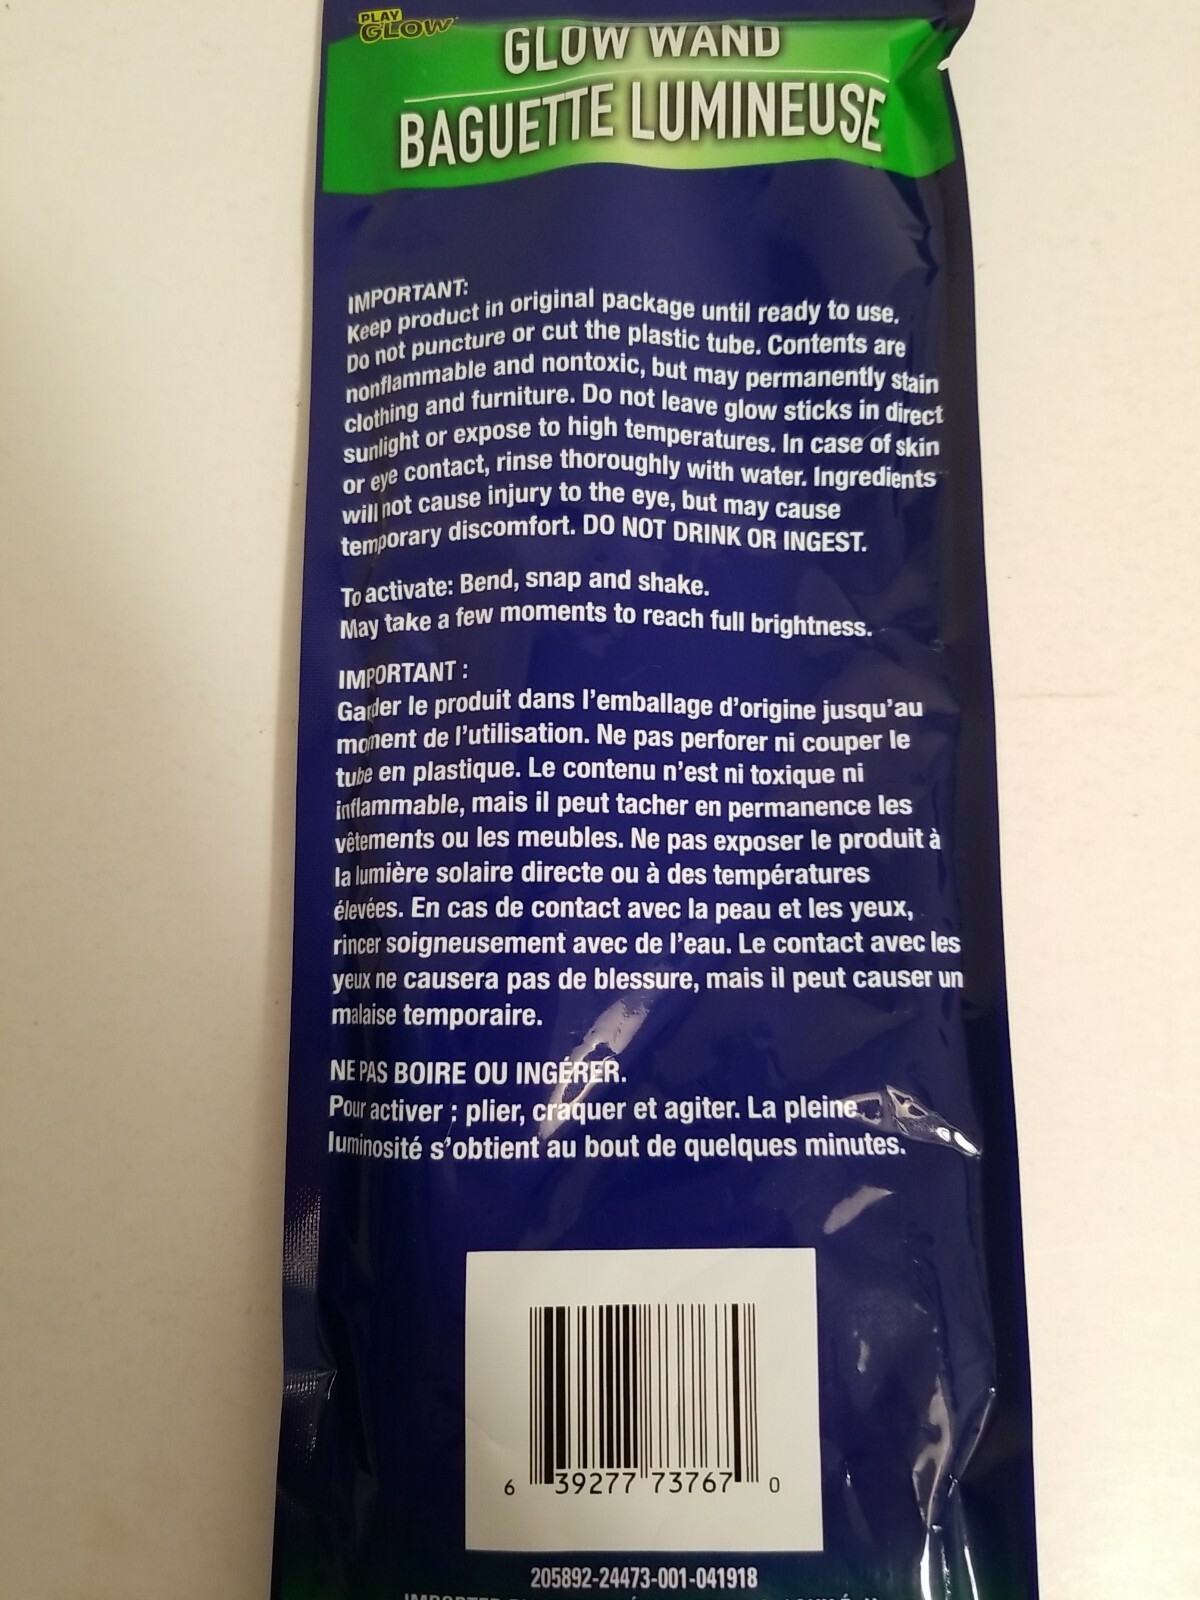 PLAY
GLOW
GLOW WAND
BAGUETTE LUMINEUSE
IMPORTANT:
Keep product in original package until ready to use.
Do not puncture or cut the plastic tube. Contents are
nonflammable and nontoxic, but may permanently stain
clothing and furniture. Do not leave glow sticks in direct
sunlight or expose to high temperatures. In case of skin
or eye contact, rinse thoroughly with water. Ingredients
will not cause injury to the eye, but may cause
temporary discomfort. DO NOT DRINK OR INGEST.
To activate: Bend, snap and shake.
May take a few moments to reach full brightness.
IMPORTANT :
Garder le produit dans l'emballage d'origine jusqu'au
moment de l'utilisation. Ne pas perforer ni couper le
tube en plastique. Le contenu n'est ni toxique ni
inflammable, mais il peut tacher en permanence les
vêtements ou les meubles. Ne pas exposer le produit à
la lumière solaire directe ou à des températures
élevées. En cas de contact avec la peau et les yeux,
rincer soigneusement avec de l'eau. Le contact avec les
yeux ne causera pas de blessure, mais il peut causer un
malaise temporaire.
NE PAS BOIRE OU INGÉRER.
Pour activer : plier, craquer et agiter. La pleine
luminosité s'obtient au bout de quelques minutes.
6 39277 73767 0
205892-24473-001-041918